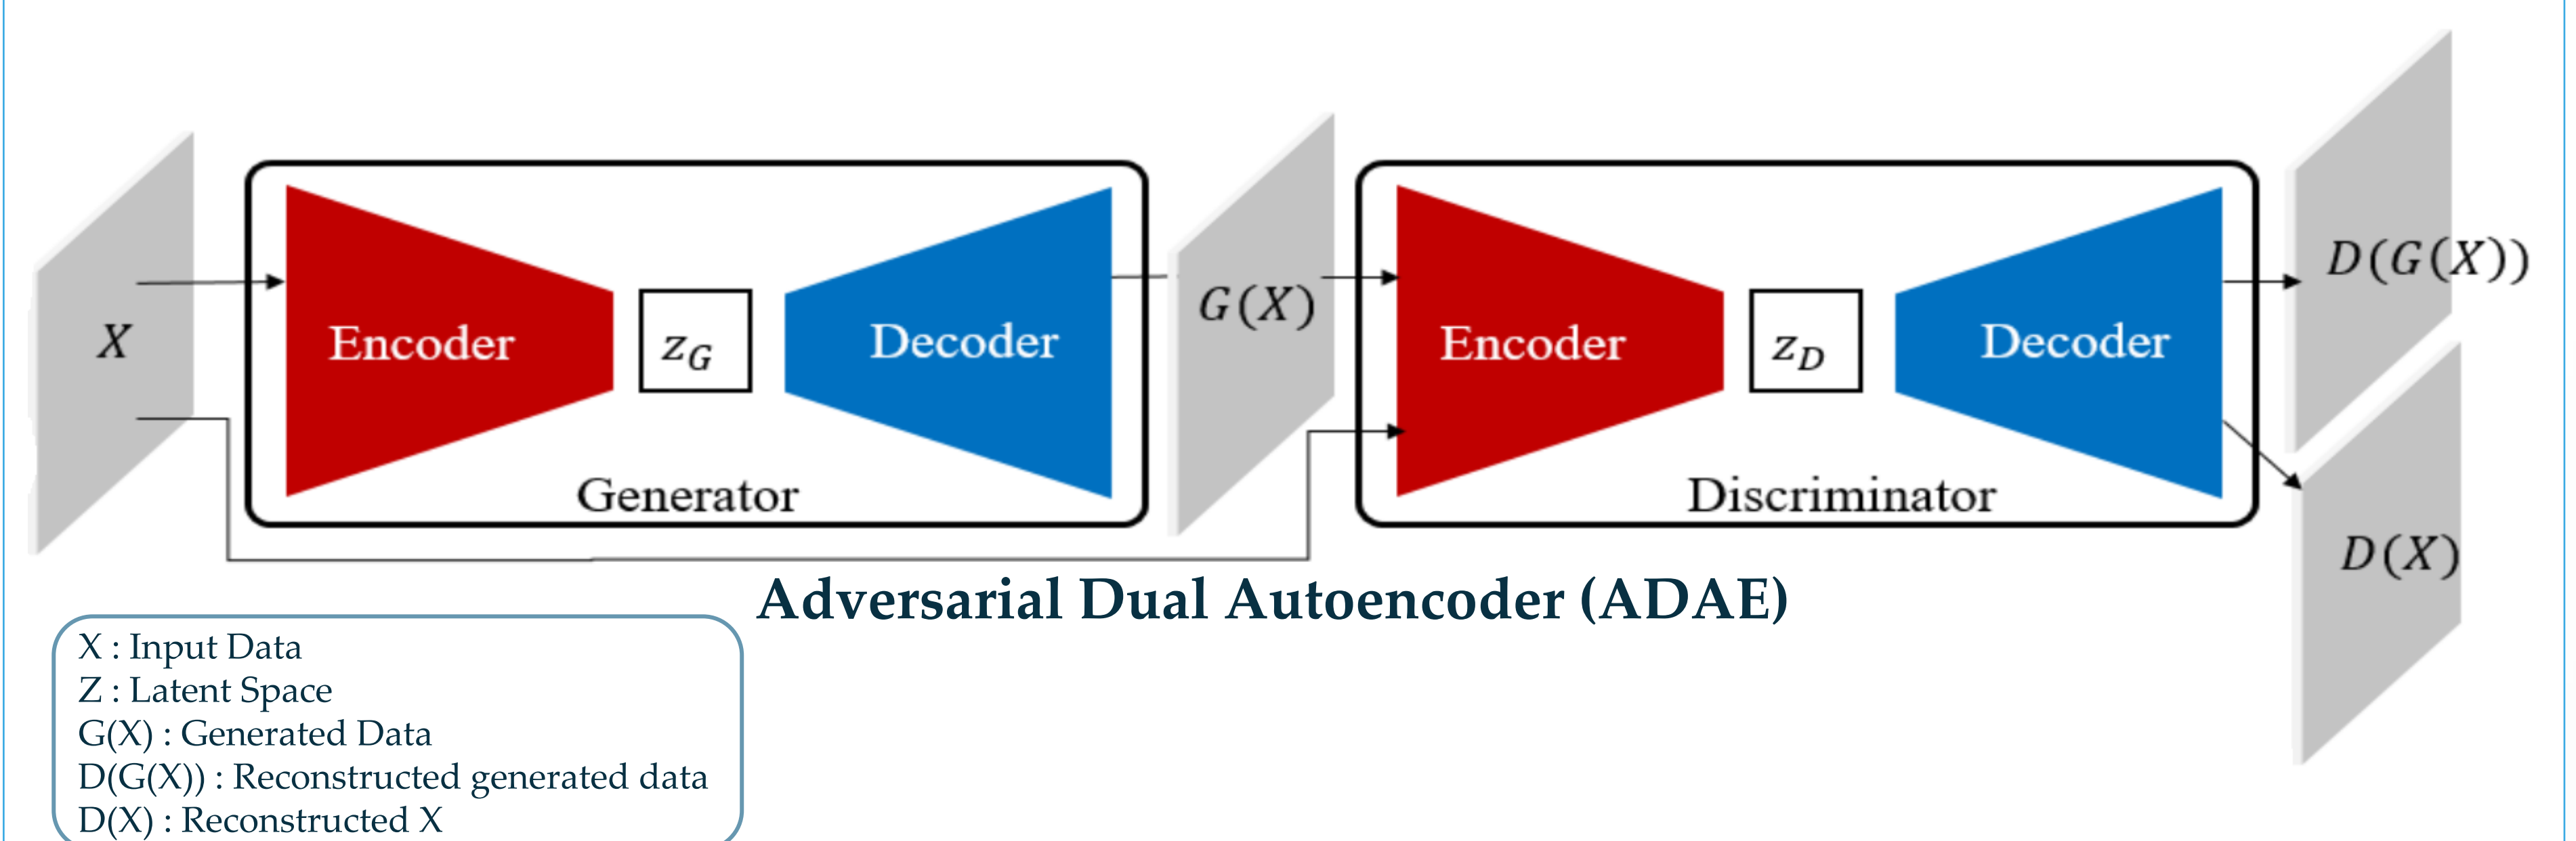 X
Encoder
z_G
Decoder
Generator
G(X)
Encoder
z_D
Decoder
Discriminator
D(G(X))
D(X)
Adversarial Dual Autoencoder (ADAE)
X : Input Data
Z : Latent Space
G(X) : Generated Data
D(G(X)) : Reconstructed generated data
D(X) : Reconstructed X